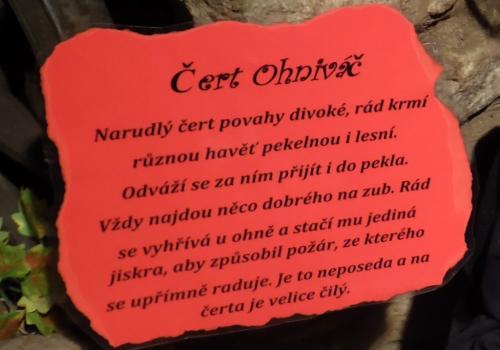 Čert Ohniváč
Narudlý čert povahy divoké, rád krmí
různou havěť pekelnou i lesní.
Odváží se za ním přijít i do pekla.
Vždy najdou něco dobrého na zub. Rád
se vyhřívá u ohně a stačí mu jediná
jiskra, aby způsobil požár, ze kterého
se upřímně raduje. Je to neposeda a na
čerta je velice čilý.